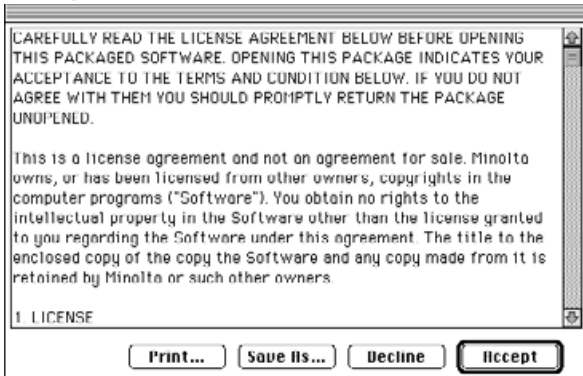 CAREFULLY READ THE LICENSE AGREEMENT BELOW BEFORE OPENING
THIS PACKAGED SOFTWARE. OPENING THIS PACKAGE INDICATES YOUR
ACCEPTANCE TO THE TERMS AND CONDITION BELOW. IF YOU DO NOT
AGREE WITH THEM YOU SHOULD PROMPTLY RETURN THE PACKAGE
UNOPENED.
This is a license agreement and not an agreement for sale. Minolta
owns, or has been licensed from other owners, copyrights in the
computer programs ("Software"). You obtain no rights to the
intellectual property in the Software other than the license granted
to you regarding the Software under this agreement. The title to the
enclosed copy of the copy the Software and any copy made from it is
retained by Minolta or such other owners.
1. LICENSE
Print... Save As... Decline Accept